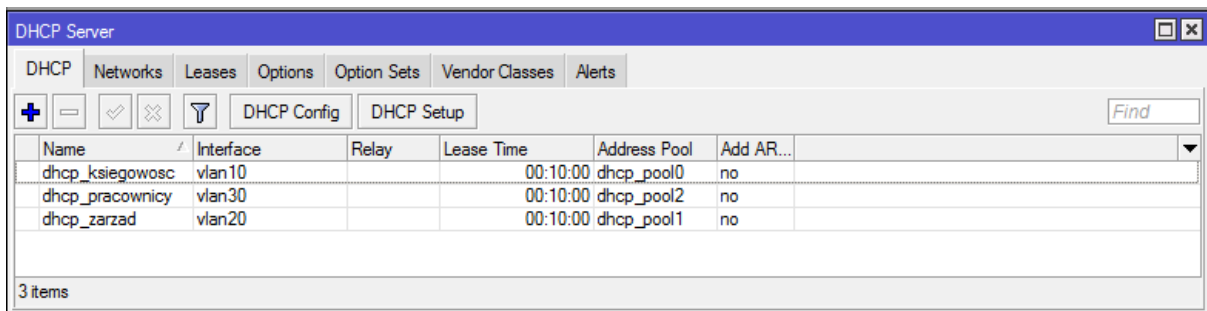 DHCP Server
DHCP Networks Leases Options Option Sets Vendor Classes Alerts
DHCP Config DHCP Setup Find
Name Interface Relay Lease Time Address Pool Add AR...
dhcp_ksiegowosc vlan10 00:10:00 dhcp_pool0 no
dhcp_pracownicy vlan30 00:10:00 dhcp_pool2 no
dhcp_zarzad vlan20 00:10:00 dhcp_pool1 no
3 items